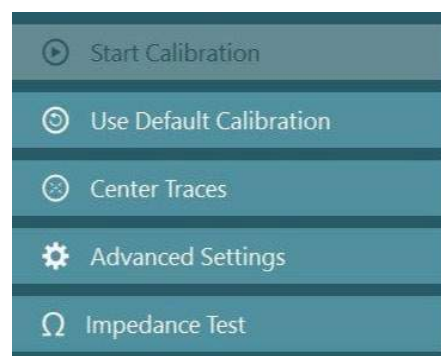 Start Calibration
Use Default Calibration
Center Traces
Advanced Settings
Ω Impedance Test